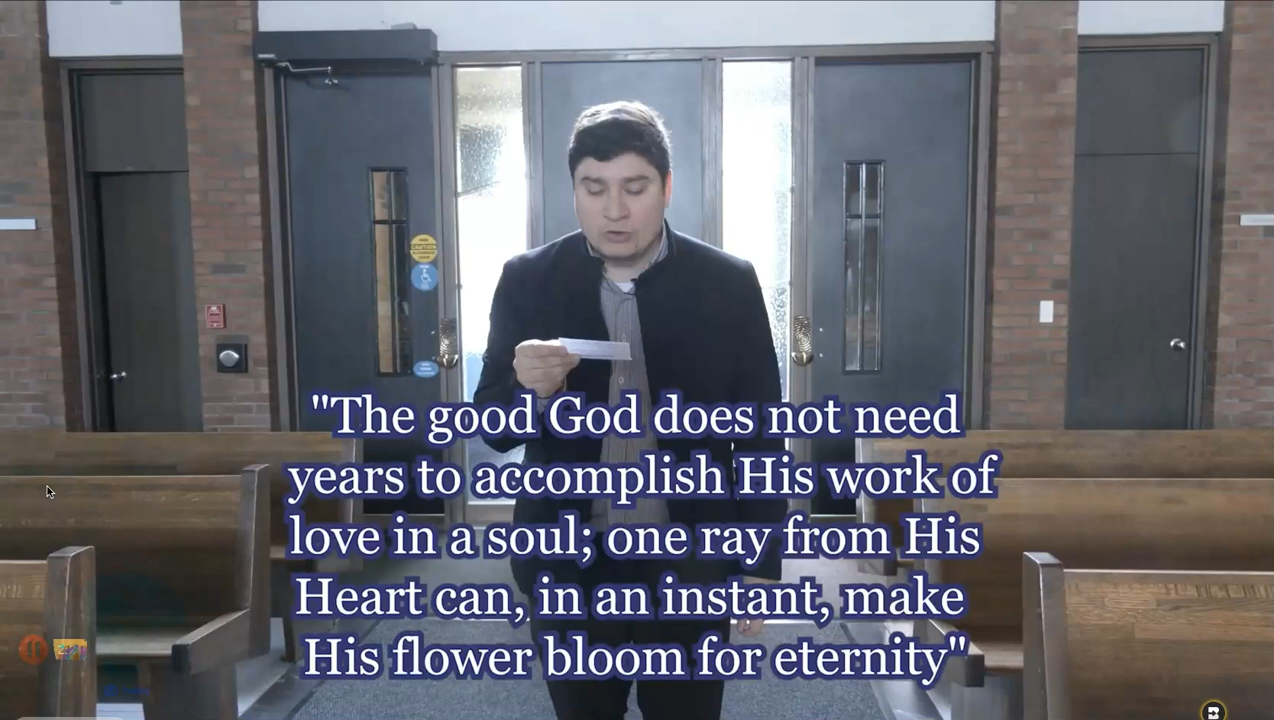 CAUTION
"The good God does not need
years to accomplish His work of
love in a soul; one ray from His
Heart can, in an instant, make
His flower bloom for eternity"